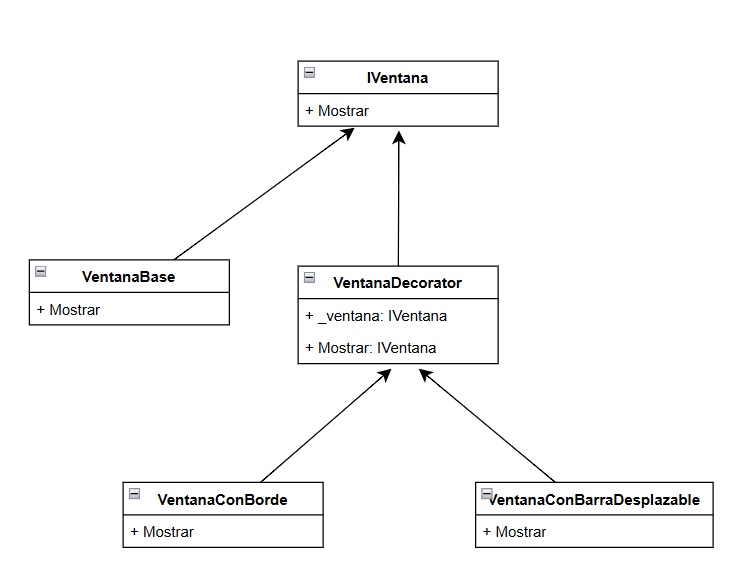 IVentana
+ Mostrar
VentanaBase
+ Mostrar
VentanaDecorator
+ _ventana: IVentana
+ Mostrar: IVentana
VentanaConBorde
+ Mostrar
VentanaConBarraDesplazable
+ Mostrar